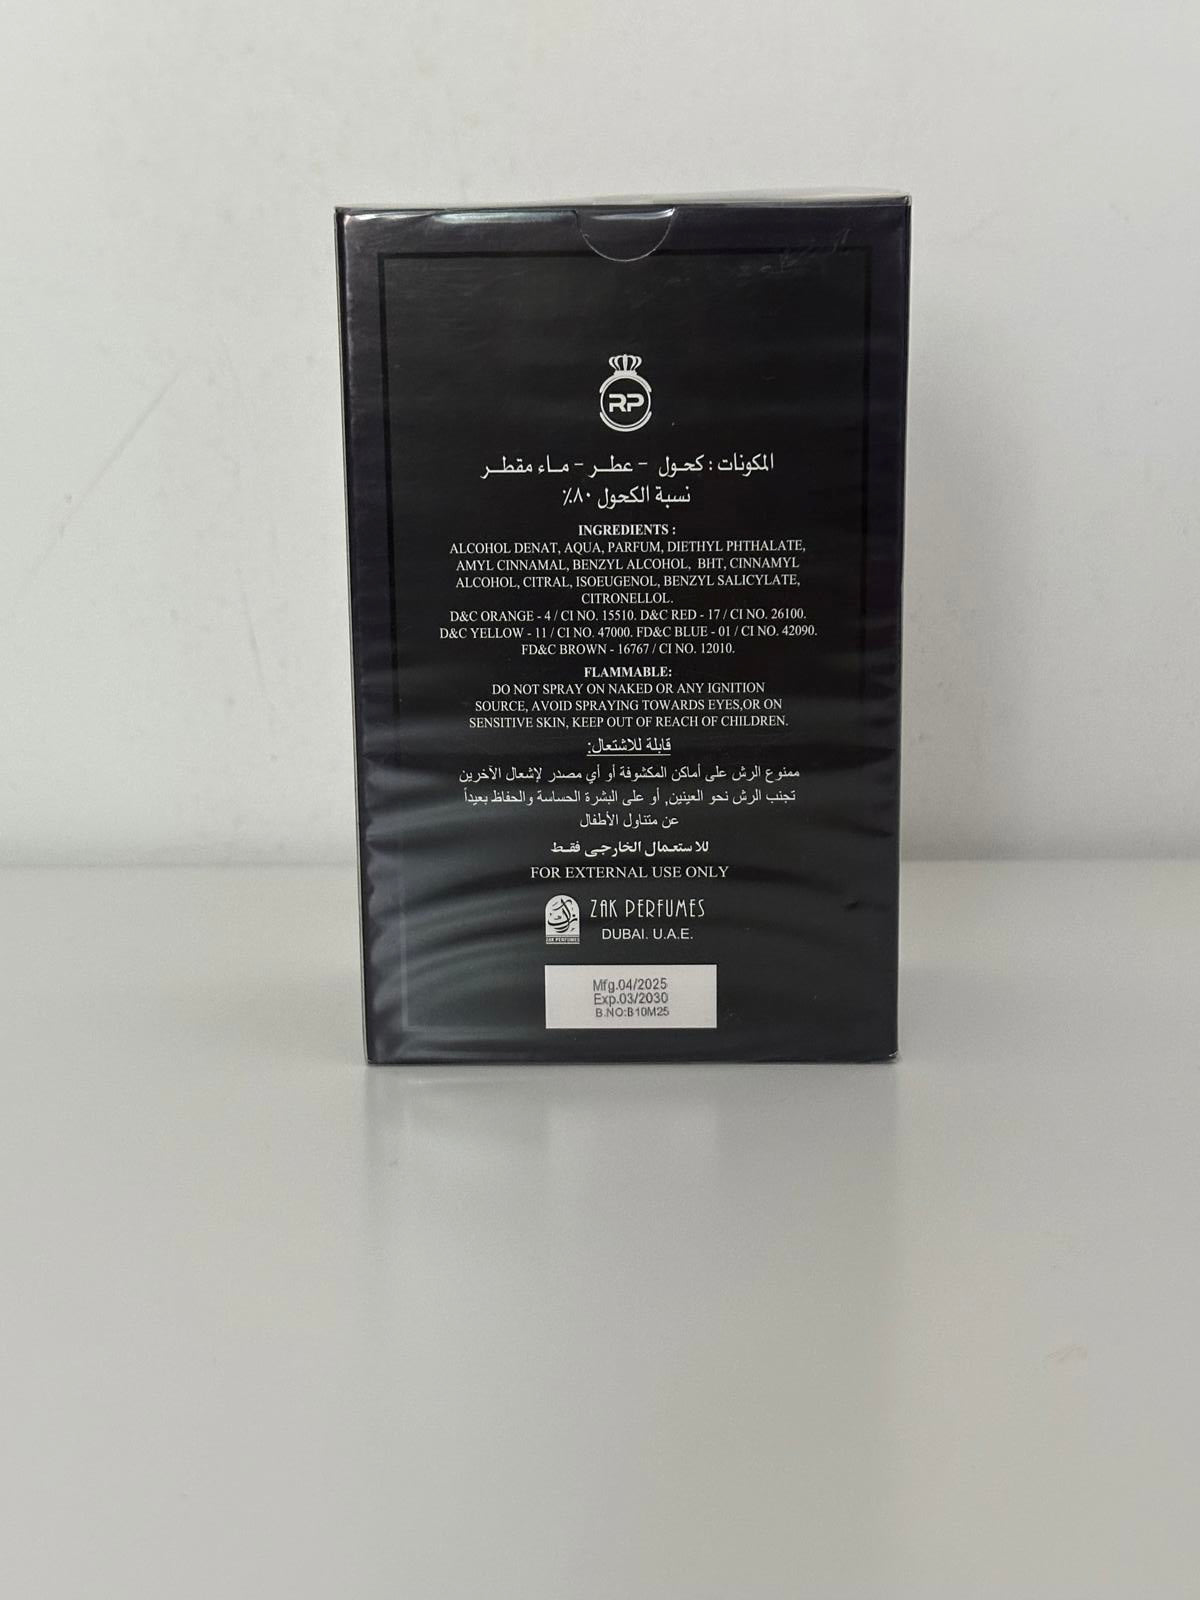 RP
المكونات : كحول - عطر - ماء مقطر
نسبة الكحول ٨٠٪
INGREDIENTS :
ALCOHOL DENAT, AQUA, PARFUM, DIETHYL PHTHALATE,
AMYL CINNAMAL, BENZYL ALCOHOL, BHT, CINNAMYL
ALCOHOL, CITRAL, ISOEUGENOL, BENZYL SALICYLATE,
CITRONELLOL.
D&C ORANGE - 4 / CI NO. 15510. D&C RED - 17 / CI NO. 26100.
D&C YELLOW - 11 / CI NO. 47000. FD&C BLUE - 01 / CI NO. 42090.
FD&C BROWN - 16767 / CI NO. 12010.
FLAMMABLE:
DO NOT SPRAY ON NAKED OR ANY IGNITION
SOURCE, AVOID SPRAYING TOWARDS EYES,OR ON
SENSITIVE SKIN, KEEP OUT OF REACH OF CHILDREN.
قابلة للاشتعال:
ممنوع الرش على أماكن المكشوفة أو أي مصدر لإشعال الآخرين
تجنب الرش نحو العينين, أو على البشرة الحساسة والحفاظ بعيداً
عن متناول الأطفال
للاستعمال الخارجى فقط
FOR EXTERNAL USE ONLY
ZAK PERFUMES
ZAK PERFUMES
DUBAI. U.A.E.
Mfg.04/2025
Exp.03/2030
B.NO:B10M25